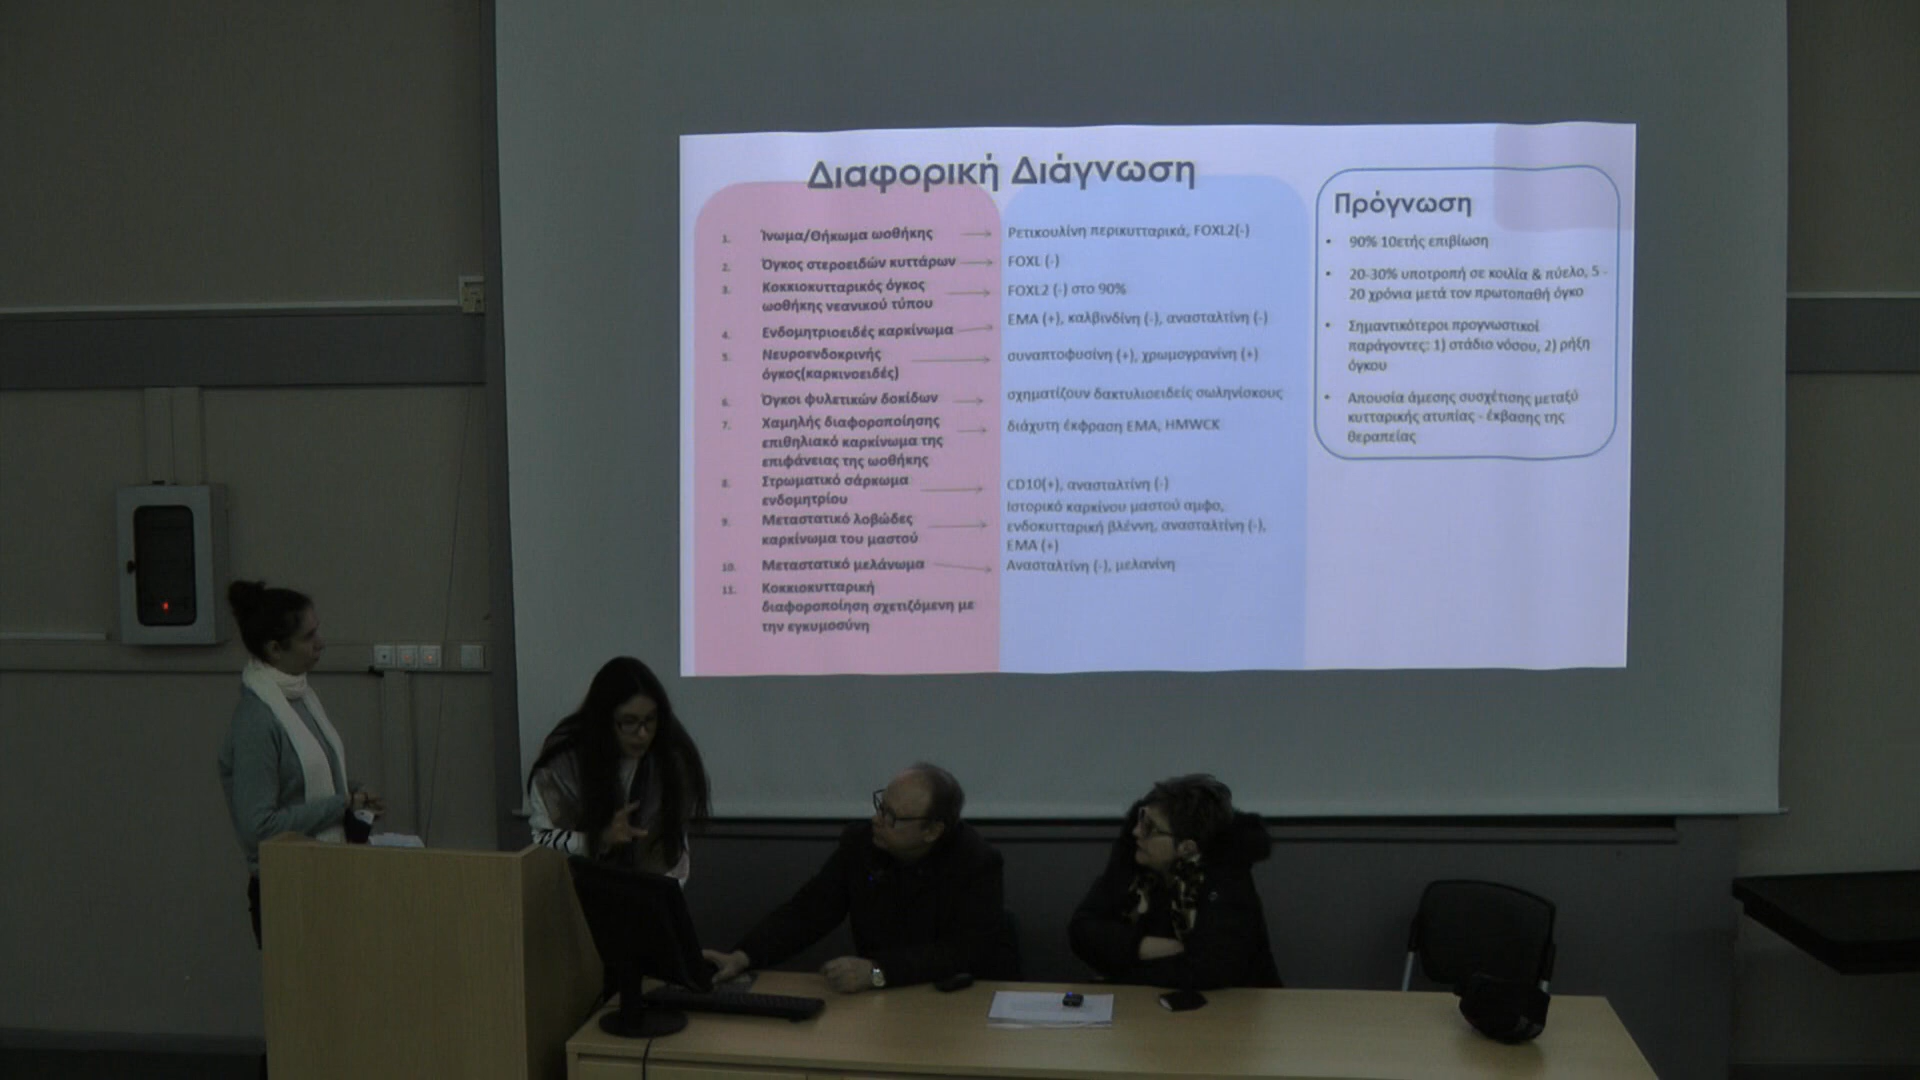 Διαφορική Διάγνωση
1. Ίνωμα/Θήκωμα ωοθήκης
Ρετικουλίνη περικυτταρικά, FOXL2(-)
2. Όγκος στεροειδών κυττάρων
FOXL (-)
3. Κοκκιοκυτταρικός όγκος
ωοθήκης νεανικού τύπου
FOXL2 (-) στο 90%
4. Ενδομητριοειδές καρκίνωμα
EMA (+), καλβινδίνη (-), ανασταλτίνη (-)
5. Νευροενδοκρινής
όγκος(καρκινοειδές)
συναπτοφυσίνη (+), χρωμογρανίνη (+)
6. Όγκοι φυλετικών δοκίδων
σχηματίζουν δακτυλιοειδείς σωληνίσκους
7. Χαμηλής διαφοροποίησης
επιθηλιακό καρκίνωμα της
επιφάνειας της ωοθήκης
διάχυτη έκφραση EMA, HMWCK
8. Στρωματικό σάρκωμα
ενδομητρίου
CD10(+), ανασταλτίνη (-)
9. Μεταστατικό λοβώδες
καρκίνωμα του μαστού
Ιστορικό καρκίνου μαστού αμφο,
ενδοκυτταρική βλέννη, ανασταλτίνη (-),
EMA (+)
10. Μεταστατικό μελάνωμα
Ανασταλτίνη (-), μελανίνη
11. Κοκκιοκυτταρική
διαφοροποίηση σχετιζόμενη με
την εγκυμοσύνη
Πρόγνωση
• 90% 10ετής επιβίωση
• 20-30% υποτροπή σε κοιλία & πύελο, 5 -
20 χρόνια μετά τον πρωτοπαθή όγκο
• Σημαντικότεροι προγνωστικοί
παράγοντες: 1) στάδιο νόσου, 2) ρήξη
όγκου
• Απουσία άμεσης συσχέτισης μεταξύ
κυτταρικής ατυπίας - έκβασης της
θεραπείας